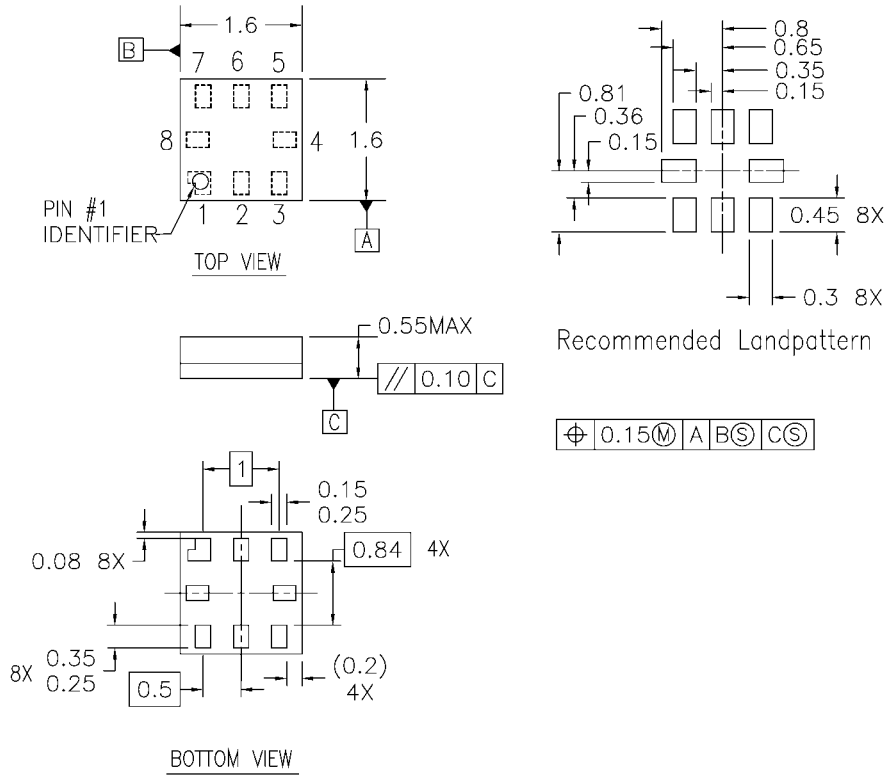 1.6
B
7 6 5
8
4
1.6
PIN #1
IDENTIFIER
1 2 3
A
TOP VIEW
0.8
0.65
0.35
0.15
0.81
0.36
0.15
0.45 8X
0.3 8X
Recommended Landpattern
0.55MAX
// 0.10 C
C
⌖ 0.15Ⓜ A BⓈ CⓈ
1
0.15
0.25
0.08 8X
0.84 4X
8X 0.35
0.25
0.5
(0.2)
4X
BOTTOM VIEW